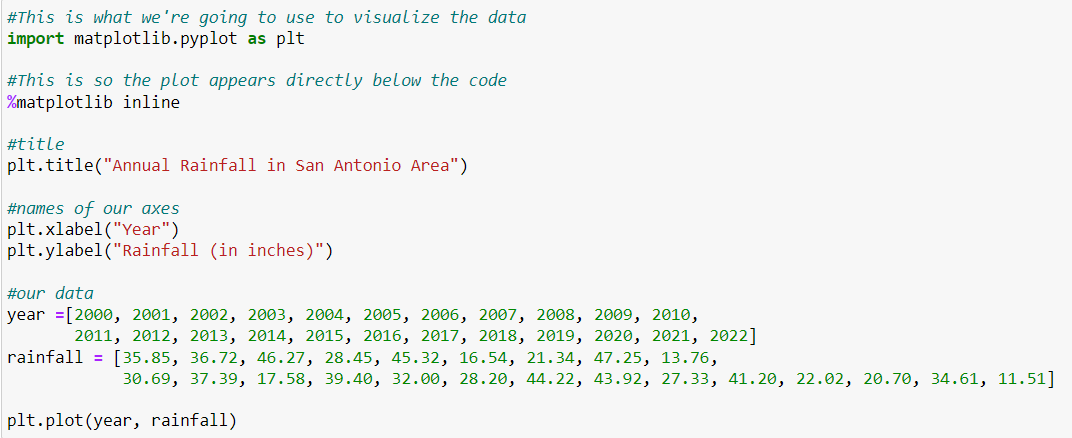 #This is what we're going to use to visualize the data
import matplotlib.pyplot as plt
#This is so the plot appears directly below the code
%matplotlib inline
#title
plt.title("Annual Rainfall in San Antonio Area")
#names of our axes
plt.xlabel("Year")
plt.ylabel("Rainfall (in inches)")
#our data
year =[2000, 2001, 2002, 2003, 2004, 2005, 2006, 2007, 2008, 2009, 2010,
2011, 2012, 2013, 2014, 2015, 2016, 2017, 2018, 2019, 2020, 2021, 2022]
rainfall = [35.85, 36.72, 46.27, 28.45, 45.32, 16.54, 21.34, 47.25, 13.76,
30.69, 37.39, 17.58, 39.40, 32.00, 28.20, 44.22, 43.92, 27.33, 41.20, 22.02, 20.70, 34.61, 11.51]
plt.plot(year, rainfall)